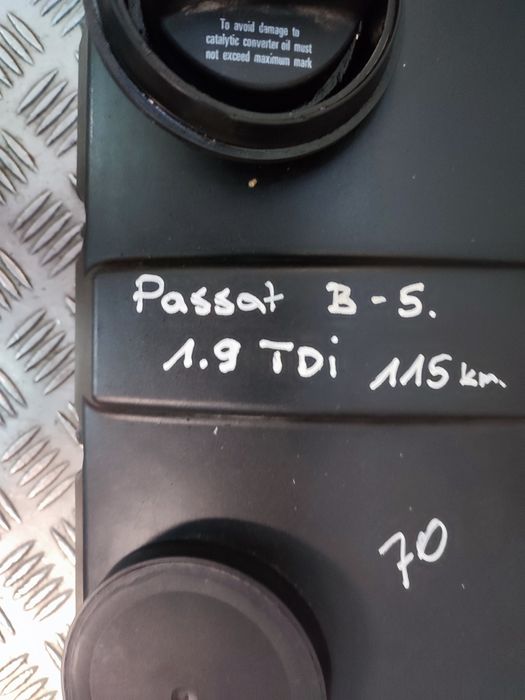 To avoid damage to
catalytic converter oil must
not exceed maximum mark
Passat B-5.
1.9 TDi 115 km.
70